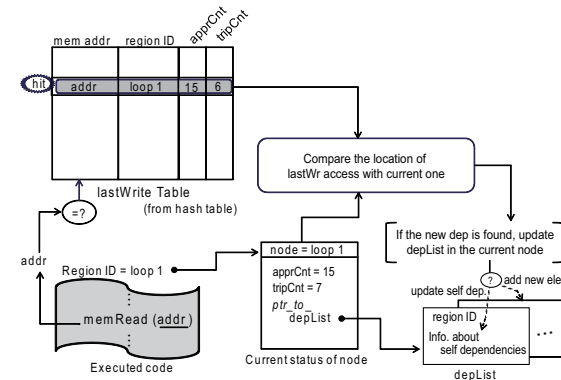 mem addr region ID apprCnt tripCnt
hit addr loop 1 15 6
lastWrite Table
(from hash table)
=?
addr
Compare the location of
lastWr access with current one
If the new dep is found, update
depList in the current node
Region ID = loop 1
memRead (addr)
Executed code
node = loop 1
apprCnt = 15
tripCnt = 7
ptr_to_
depList
Current status of node
? add new ele
update self dep.
region ID
Info. about
self dependencies
...
depList